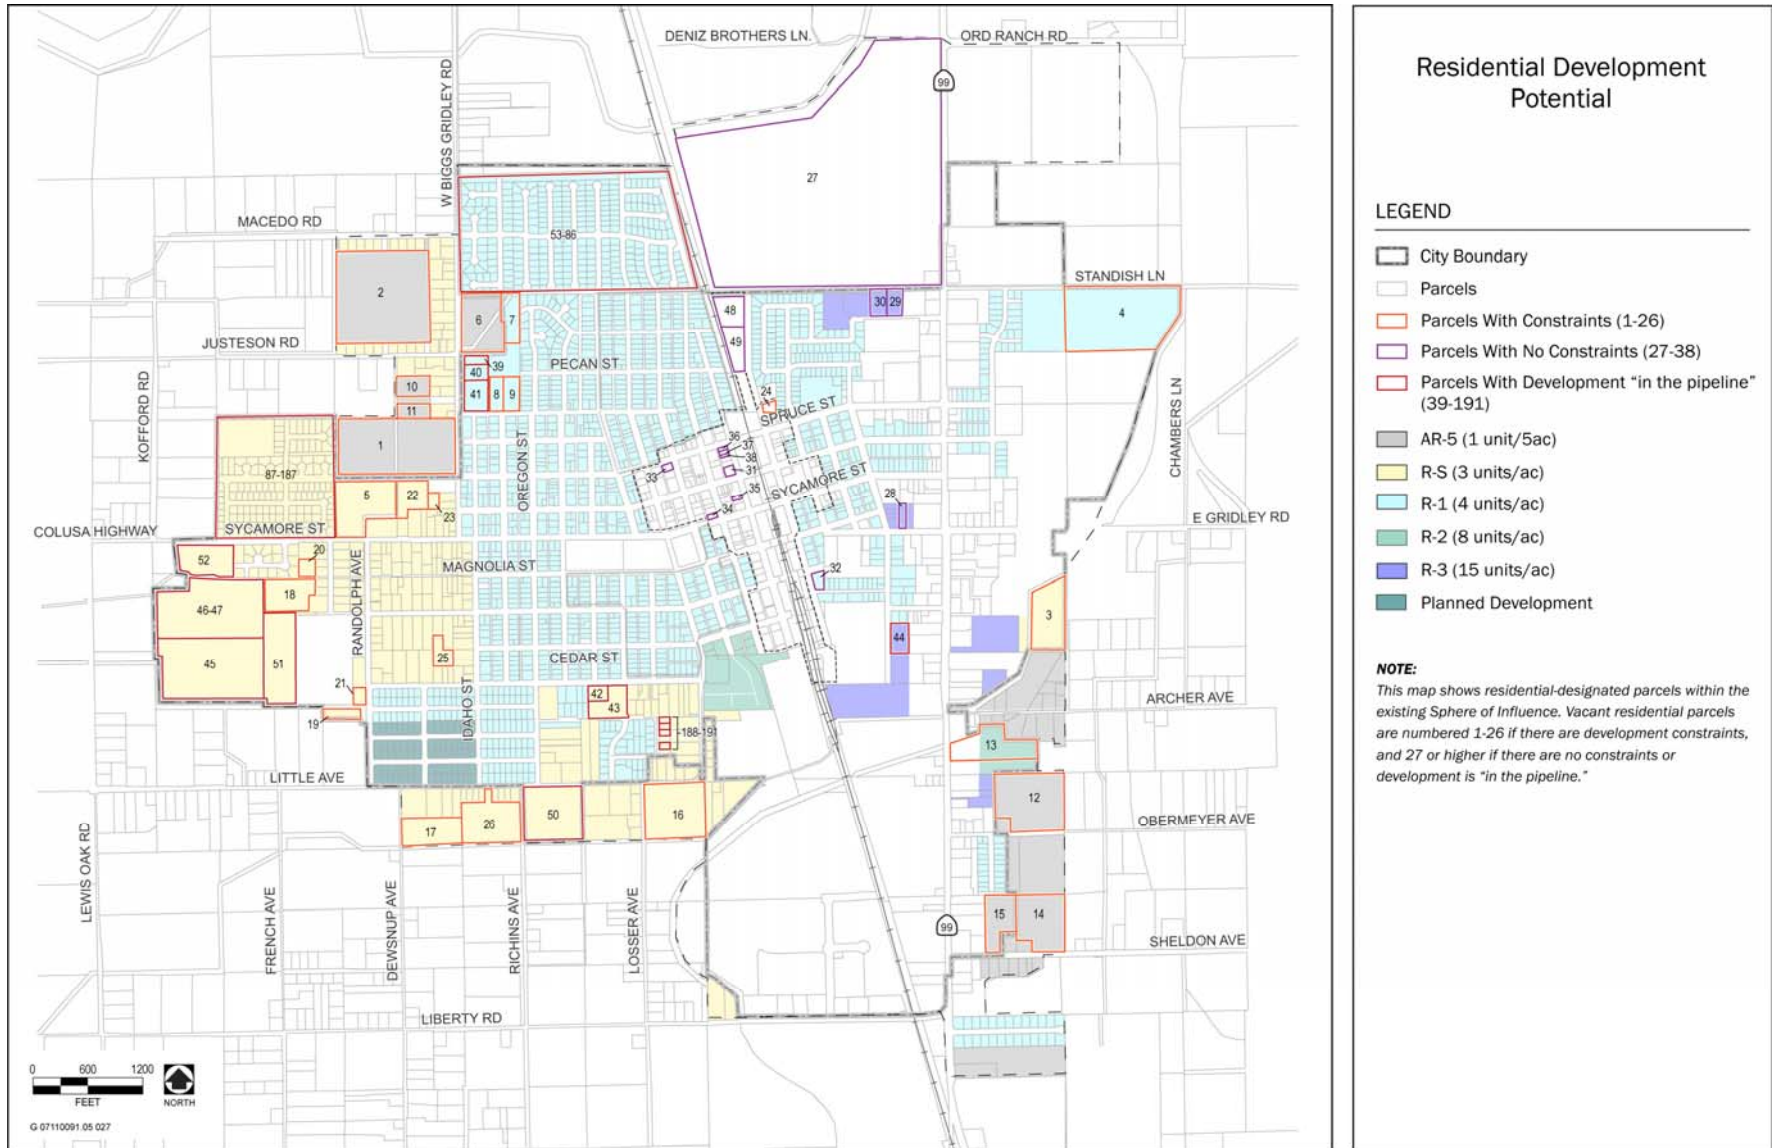 DENIZ BROTHERS LN.
ORD RANCH RD
99
W BIGGS GRIDLEY RD
27
MACEDO RD
53-86
STANDISH LN
2
48
30
29
4
6
7
49
JUSTESON RD
PECAN ST
39
40
KOFFORD RD
10
41
8
9
24
SPRUCE ST
CHAMBERS LN
11
1
36
37
38
33
31
OREGON ST
87-187
SYCAMORE ST
35
28
5
22
23
34
COLUSA HIGHWAY
SYCAMORE ST
E GRIDLEY RD
52
20
MAGNOLIA ST
32
RANDOLPH AVE
18
46-47
3
44
45
51
25
CEDAR ST
21
42
43
ARCHER AVE
19
IDAHO ST
188-191
13
LITTLE AVE
12
17
26
50
16
OBERMEYER AVE
LEWIS OAK RD
FRENCH AVE
DEWSNUP AVE
RICHINS AVE
LOSSER AVE
15
14
99
SHELDON AVE
LIBERTY RD
0 600 1200
FEET
NORTH
G 07110091.05 027
Residential Development
Potential
LEGEND
City Boundary
Parcels
Parcels With Constraints (1-26)
Parcels With No Constraints (27-38)
Parcels With Development “in the pipeline”
(39-191)
AR-5 (1 unit/5ac)
R-S (3 units/ac)
R-1 (4 units/ac)
R-2 (8 units/ac)
R-3 (15 units/ac)
Planned Development
NOTE:
This map shows residential-designated parcels within the
existing Sphere of Influence. Vacant residential parcels
are numbered 1-26 if there are development constraints,
and 27 or higher if there are no constraints or
development is “in the pipeline.”